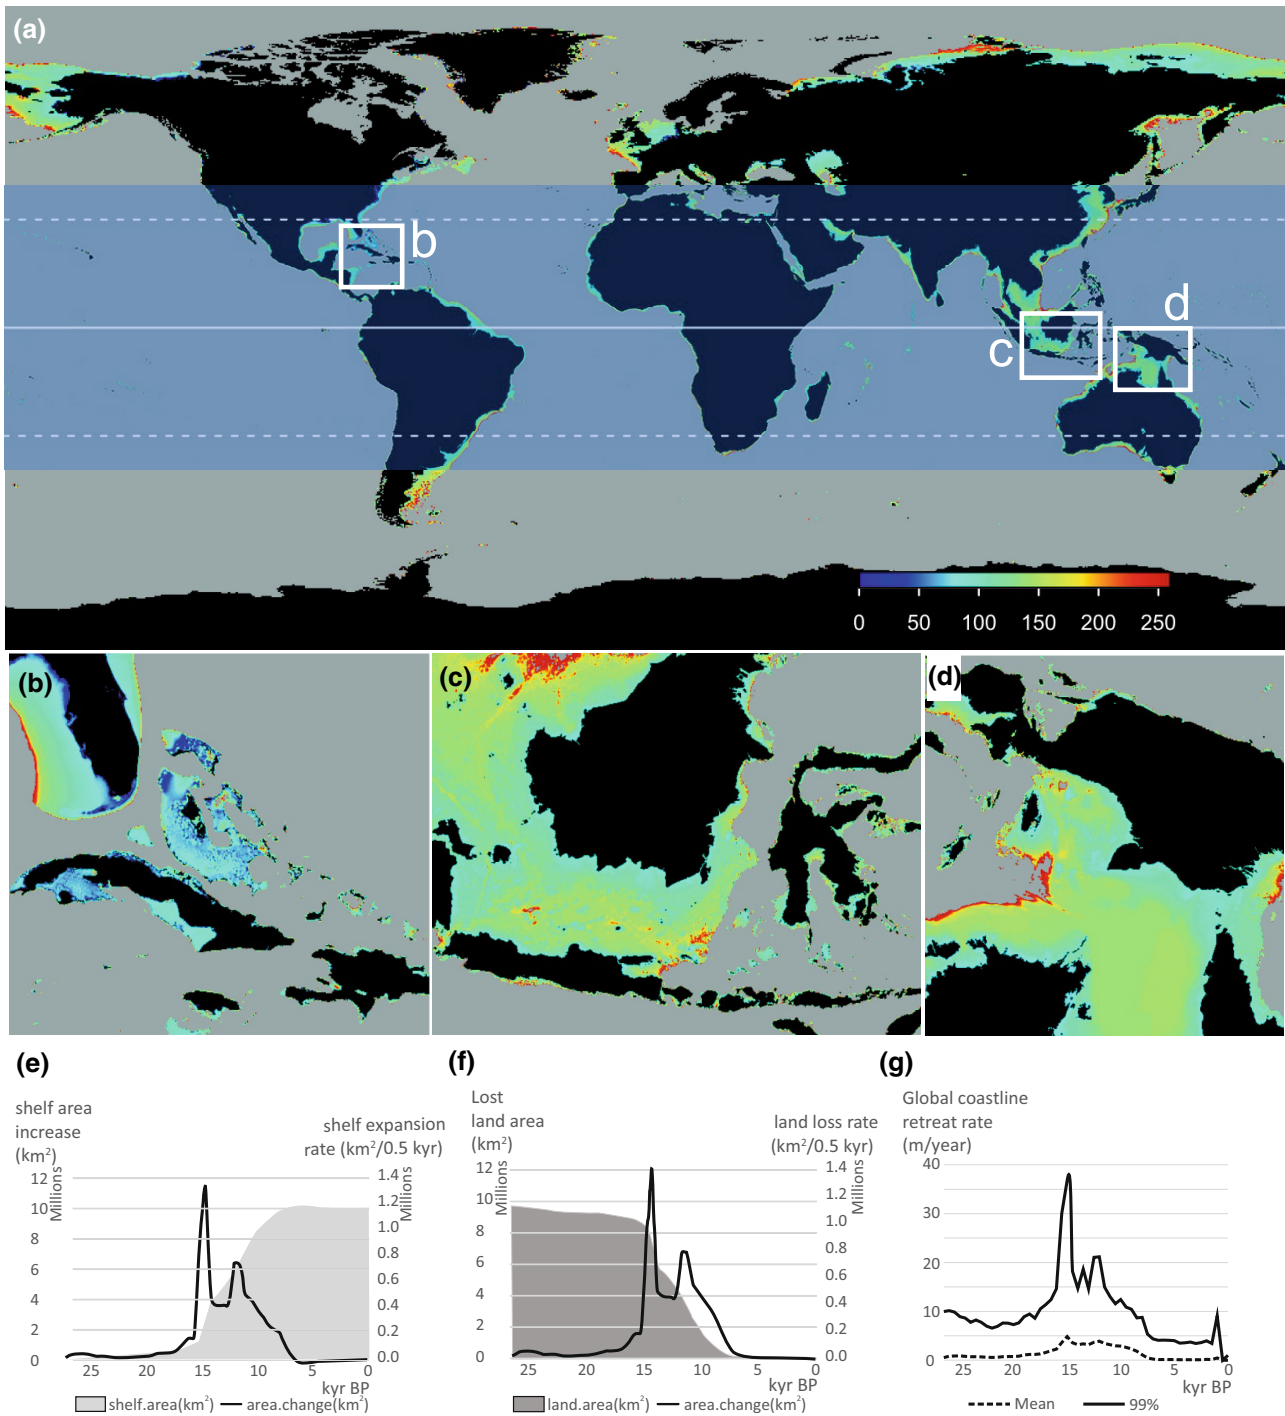 (a)
b
c
d
0 50 100 150 200 250
(b)
(c)
(d)
(e)
shelf area
increase
(km²)
shelf expansion
rate (km²/0.5 kyr)
Millions
Millions
12
10
8
6
4
2
0
1.4
1.2
1.0
0.8
0.6
0.4
0.2
0.0
25 20 15 10 5 0
kyr BP
shelf.area(km²) area.change(km²)
(f)
Lost
land area
(km²)
land loss rate
(km²/0.5 kyr)
Millions
Millions
12
10
8
6
4
2
0
1.4
1.2
1.0
0.8
0.6
0.4
0.2
0.0
25 20 15 10 5 0
kyr BP
land.area(km²) area.change(km²)
(g)
Global coastline
retreat rate
(m/year)
40
30
20
10
0
25 20 15 10 5 0
kyr BP
Mean 99%